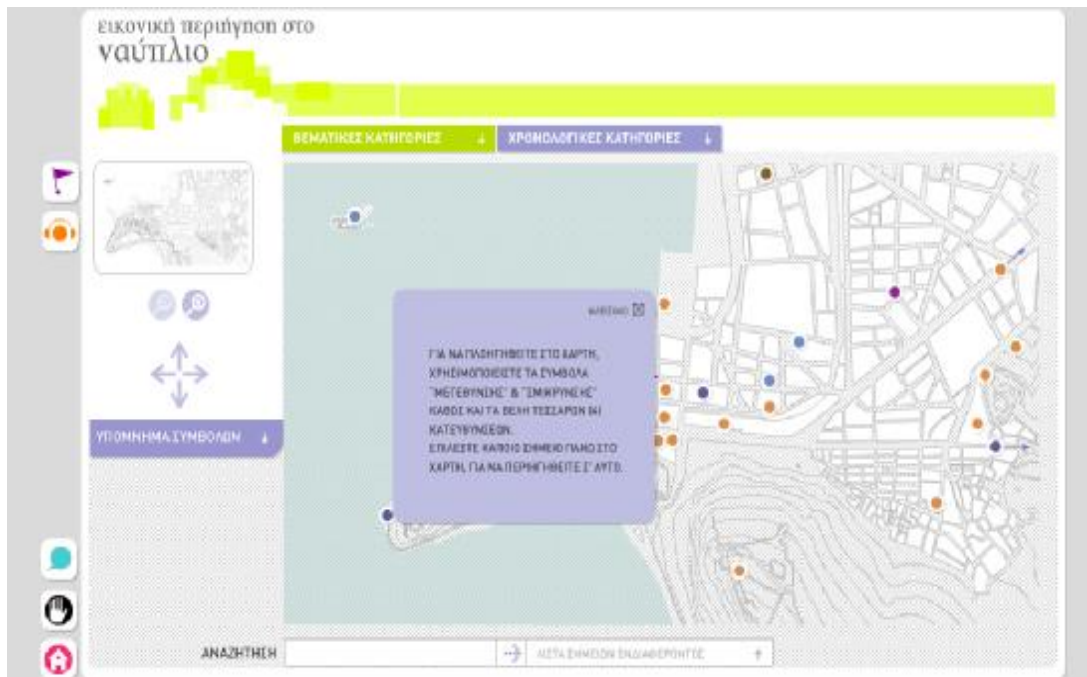 εικονική περιήγηση στο
ναύπλιο
ΘΕΜΑΤΙΚΕΣ ΚΑΤΗΓΟΡΙΕΣ
ΧΡΟΝΟΛΟΓΙΚΕΣ ΚΑΤΗΓΟΡΙΕΣ
ΚΛΕΙΣΙΜΟ
ΓΙΑ ΝΑ ΠΛΟΗΓΗΘΕΙΤΕ ΣΤΟ ΧΑΡΤΗ,
ΧΡΗΣΙΜΟΠΟΙΕΙΣΤΕ ΤΑ ΣΥΜΒΟΛΑ
"ΜΕΓΕΘΥΝΣΗΣ" & "ΣΜΙΚΡΥΝΣΗΣ"
ΚΑΘΩΣ ΚΑΙ ΤΑ ΒΕΛΗ ΤΕΣΣΑΡΩΝ (4)
ΚΑΤΕΥΘΥΝΣΕΩΝ.
ΕΠΙΛΕΞΤΕ ΚΑΠΟΙΟ ΣΗΜΕΙΟ ΠΑΝΩ ΣΤΟ
ΧΑΡΤΗ, ΓΙΑ ΝΑ ΠΕΡΙΗΓΗΘΕΙΤΕ Σ' ΑΥΤΟ.
ΥΠΟΜΝΗΜΑ ΣΥΜΒΟΛΩΝ
ΑΝΑΖΗΤΗΣΗ
ΛΙΣΤΑ ΣΗΜΕΙΩΝ ΕΝΔΙΑΦΕΡΟΝΤΟΣ